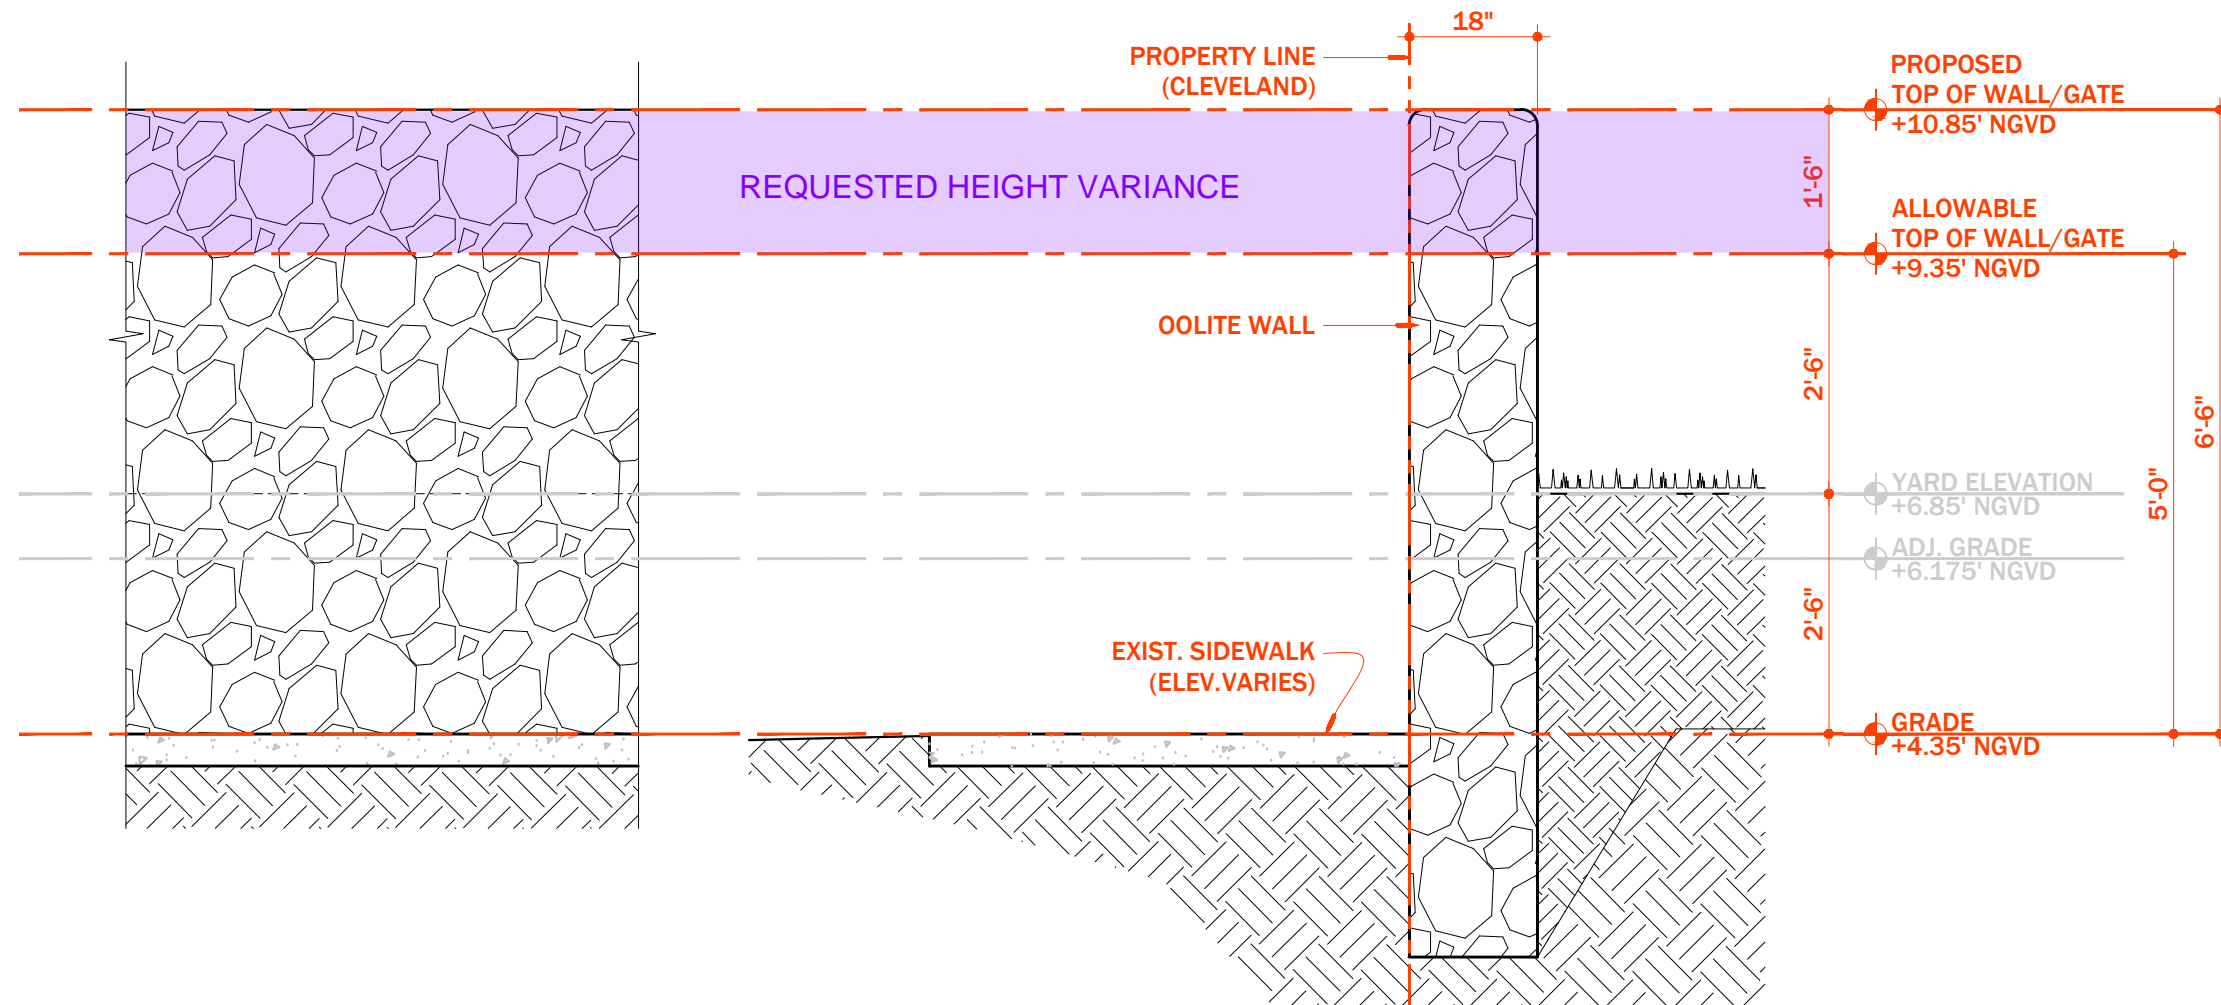 18"
PROPERTY LINE
(CLEVELAND)
PROPOSED
TOP OF WALL/GATE
+10.85' NGVD
REQUESTED HEIGHT VARIANCE
1'-6"
ALLOWABLE
TOP OF WALL/GATE
+9.35' NGVD
OOLITE WALL
2'-6"
6'-6"
YARD ELEVATION
+6.85' NGVD
5'-0"
ADJ. GRADE
+6.175' NGVD
2'-6"
EXIST. SIDEWALK
(ELEV.VARIES)
GRADE
+4.35' NGVD